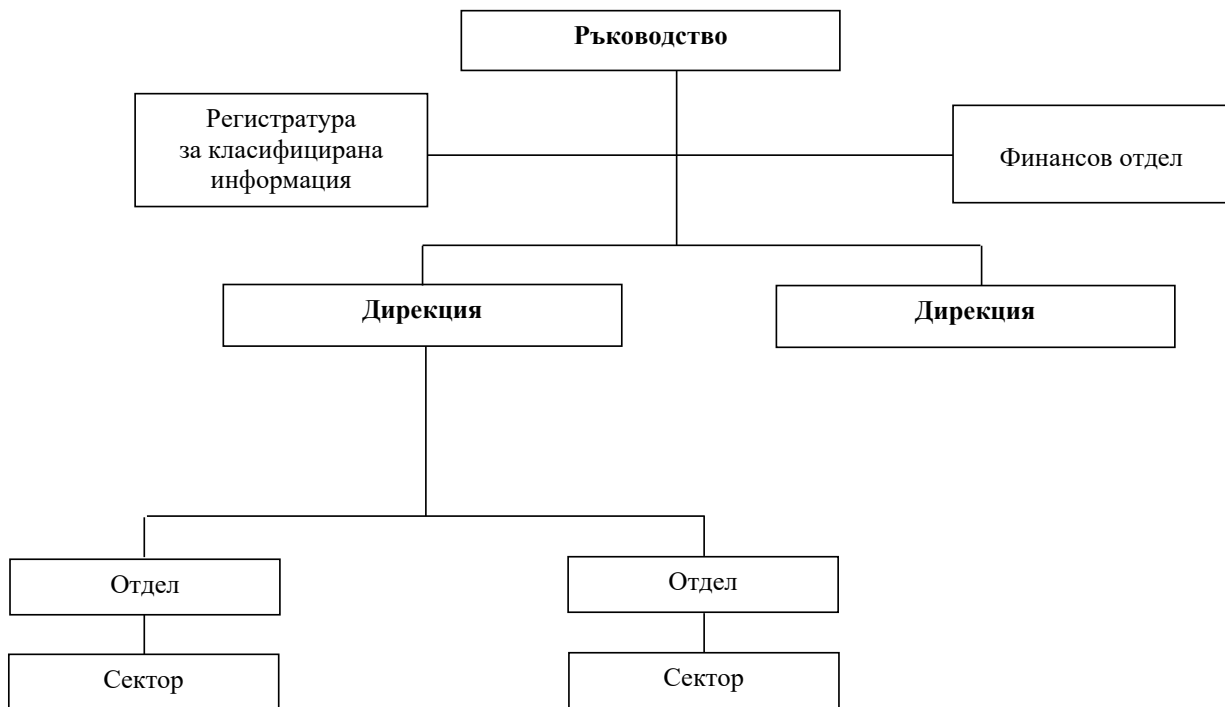 Ръководство
Регистратура
за класифицирана
информация
Финансов отдел
Дирекция
Дирекция
Отдел
Отдел
Сектор
Сектор